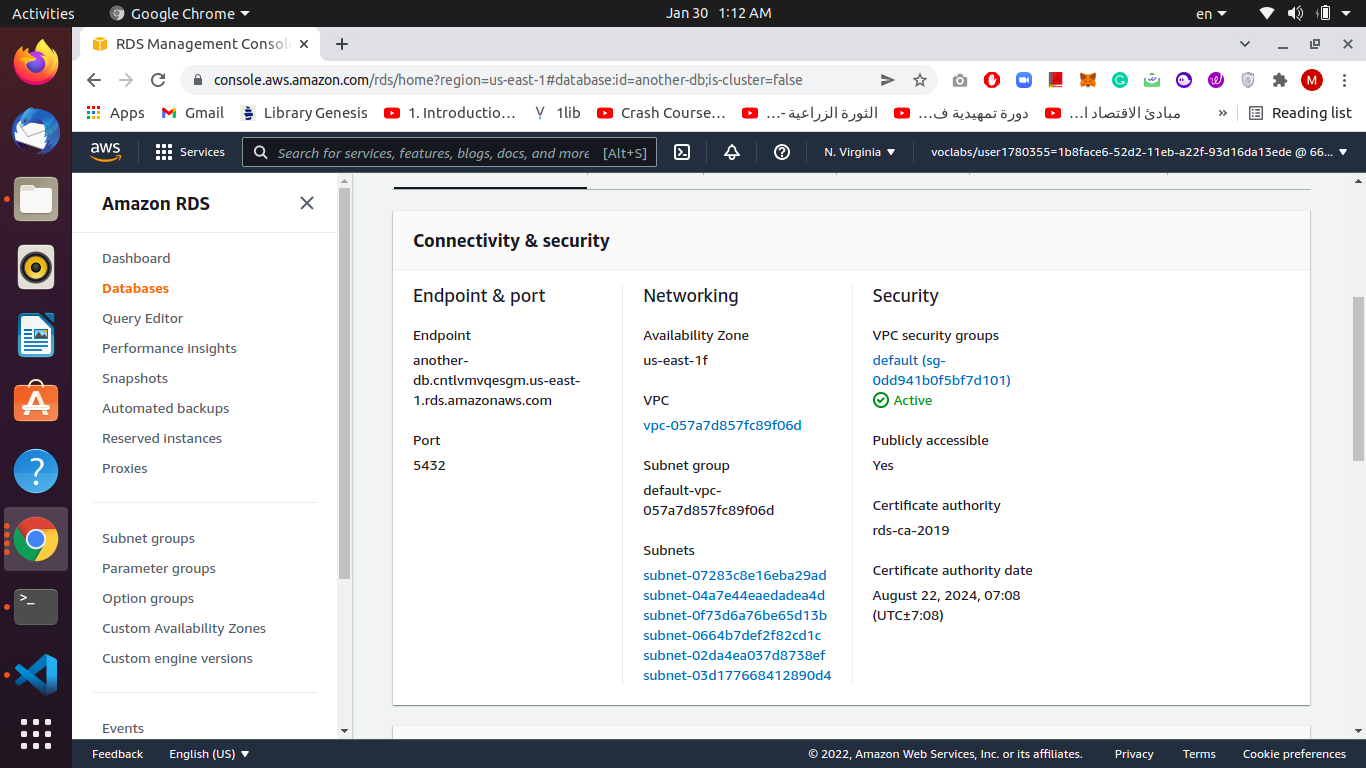 Activities
Google Chrome
Jan 30 1:12 AM
en
RDS Management Consol
console.aws.amazon.com/rds/home?region=us-east-1#database:id=another-db;is-cluster=false
M
Apps
Gmail
Library Genesis
1. Introductio…
1lib
Crash Course…
الثورة الزراعية -…
دورة تمهيدية ف…
مبادئ الاقتصاد ا…
»
Reading list
aws
Services
Search for services, features, blogs, docs, and more
[Alt+S]
N. Virginia
voclabs/user1780355=1b8face6-52d2-11eb-a22f-93d16da13ede @ 66...
Amazon RDS
Dashboard
Databases
Query Editor
Performance insights
Snapshots
Automated backups
Reserved instances
Proxies
Subnet groups
Parameter groups
Option groups
Custom Availability Zones
Custom engine versions
Events
Connectivity & security
Endpoint & port
Endpoint
another-
db.cntlvmvqesgm.us-east-
1.rds.amazonaws.com
Port
5432
Networking
Availability Zone
us-east-1f
VPC
vpc-057a7d857fc89f06d
Subnet group
default-vpc-
057a7d857fc89f06d
Subnets
subnet-07283c8e16eba29ad
subnet-04a7e44eaedadea4d
subnet-0f73d6a76be65d13b
subnet-0664b7def2f82cd1c
subnet-02da4ea037d8738ef
subnet-03d177668412890d4
Security
VPC security groups
default (sg-
0dd941b0f5bf7d101)
Active
Publicly accessible
Yes
Certificate authority
rds-ca-2019
Certificate authority date
August 22, 2024, 07:08
(UTC±7:08)
Feedback
English (US)
© 2022, Amazon Web Services, Inc. or its affiliates.
Privacy
Terms
Cookie preferences